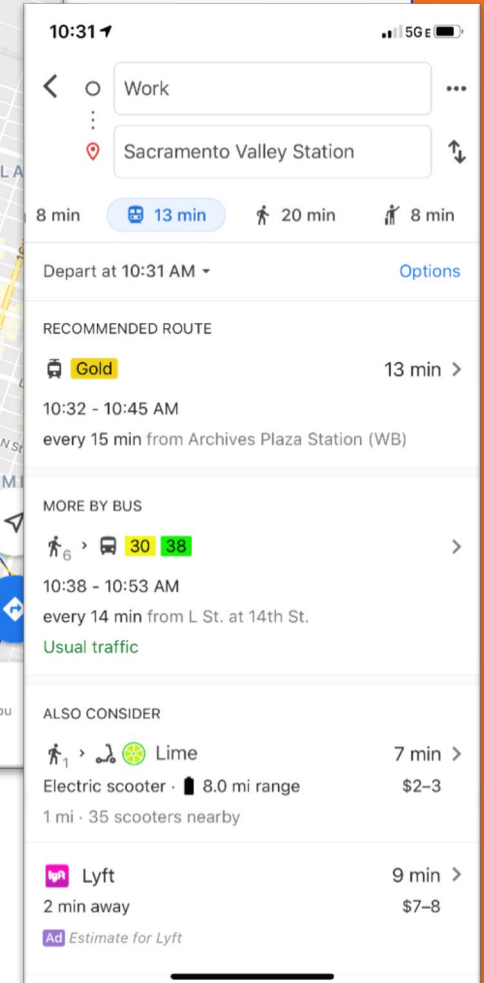 10:31
5G E
Work
Sacramento Valley Station
8 min
13 min
20 min
8 min
Depart at 10:31 AM
Options
RECOMMENDED ROUTE
Gold
13 min
10:32 - 10:45 AM
every 15 min from Archives Plaza Station (WB)
MORE BY BUS
6
30 38
10:38 - 10:53 AM
every 14 min from L St. at 14th St.
Usual traffic
ALSO CONSIDER
1
Lime
7 min
Electric scooter · 8.0 mi range
$2–3
1 mi · 35 scooters nearby
lyft
Lyft
9 min
2 min away
$7–8
Ad Estimate for Lyft
LA
N St
MI
ou